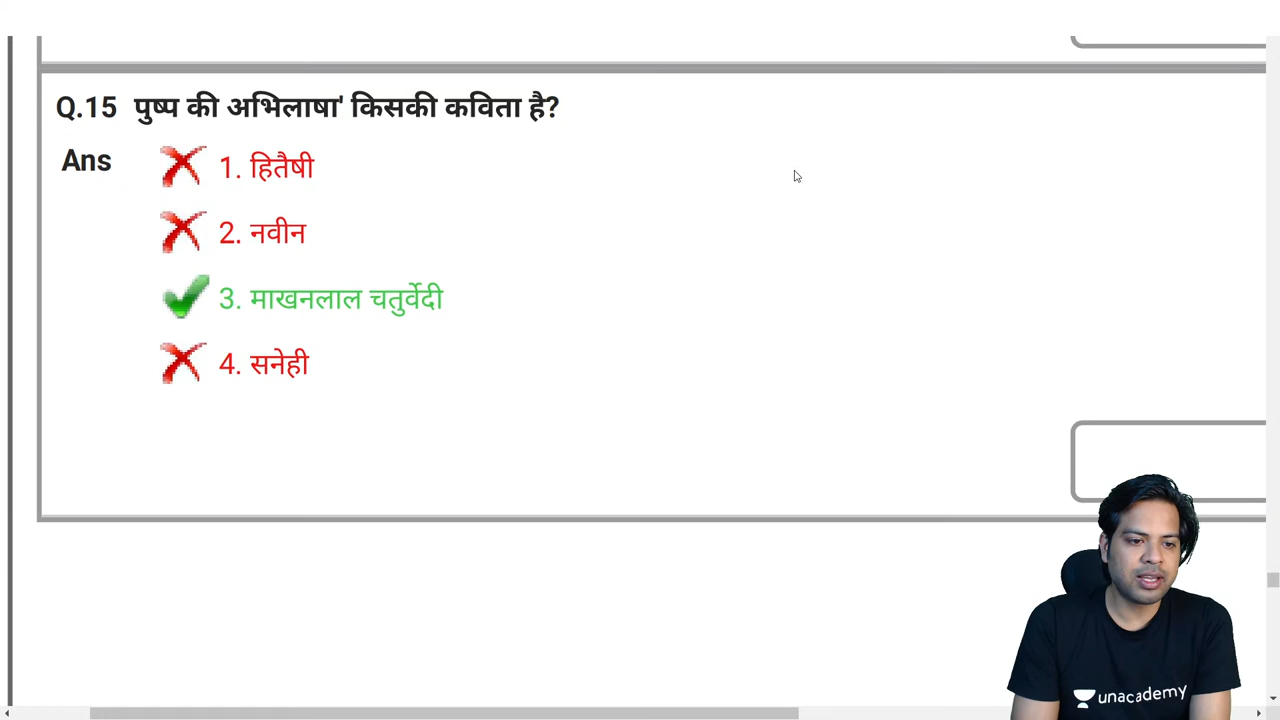 Q.15 पुष्प की अभिलाषा' किसकी कविता है?
Ans 1. हितैषी
2. नवीन
3. माखनलाल चतुर्वेदी
4. सनेही
unacademy